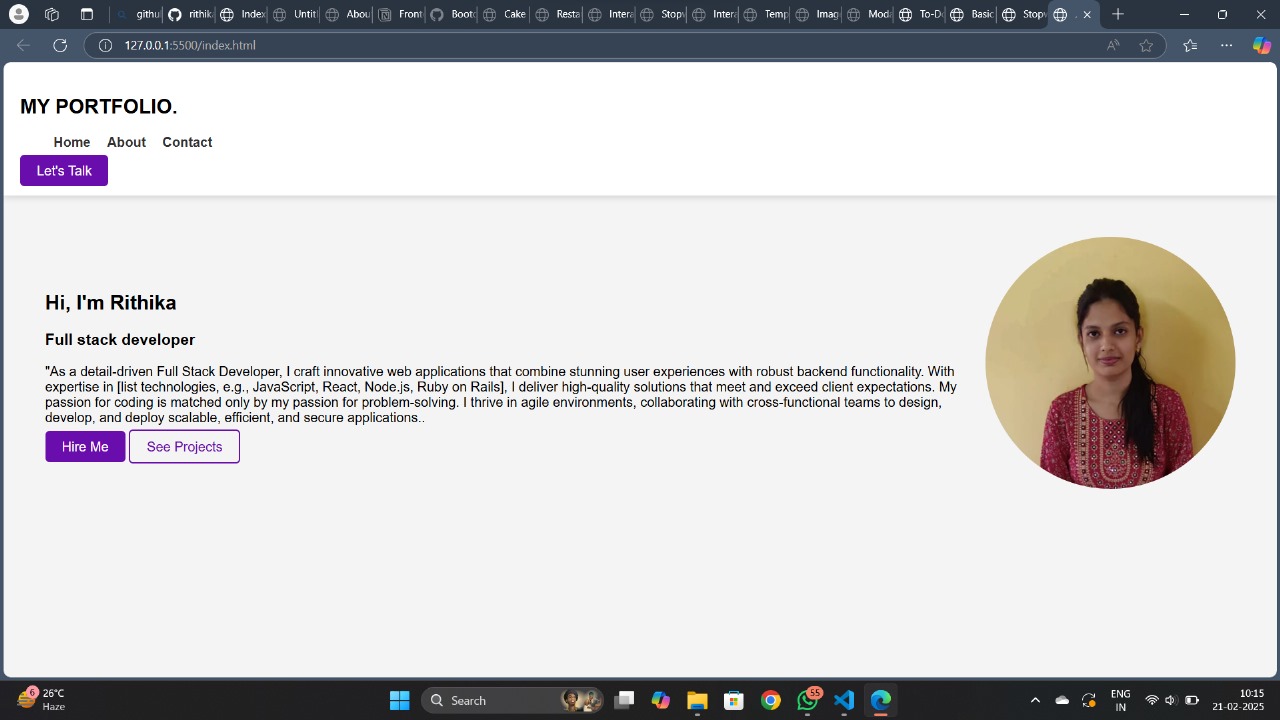 githu
rithika
Index
Untit
Abou
Front
Cake
Resta
Intera
Stopv
Intera
Temp
Imag
Mod
To-Do
Basic
Stopv
127.0.0.1:5500/index.html
MY PORTFOLIO.
Home About Contact
Let's Talk
Hi, I'm Rithika
Full stack developer
"As a detail-driven Full Stack Developer, I craft innovative web applications that combine stunning user experiences with robust backend functionality. With
expertise in [list technologies, e.g., JavaScript, React, Node.js, Ruby on Rails], I deliver high-quality solutions that meet and exceed client expectations. My
passion for coding is matched only by my passion for problem-solving. I thrive in agile environments, collaborating with cross-functional teams to design,
develop, and deploy scalable, efficient, and secure applications..
Hire Me See Projects
6
26°C
Haze
Search
55
ENG
IN
10:15
21-02-2025